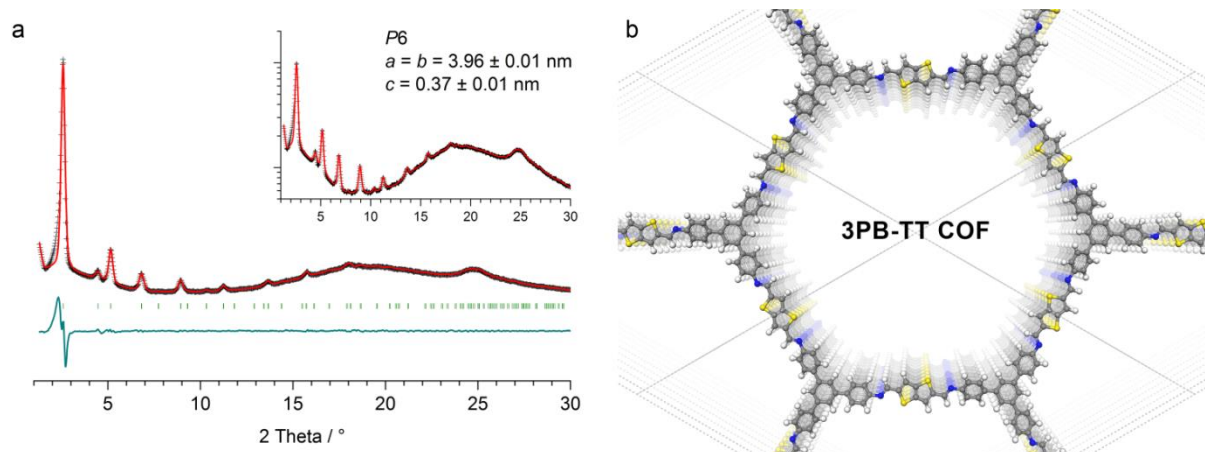 a
P6
a = b = 3.96 ± 0.01 nm
c = 0.37 ± 0.01 nm
5 10 15 20 25 30
5 10 15 20 25 30
2 Theta / °
b
3PB-TT COF